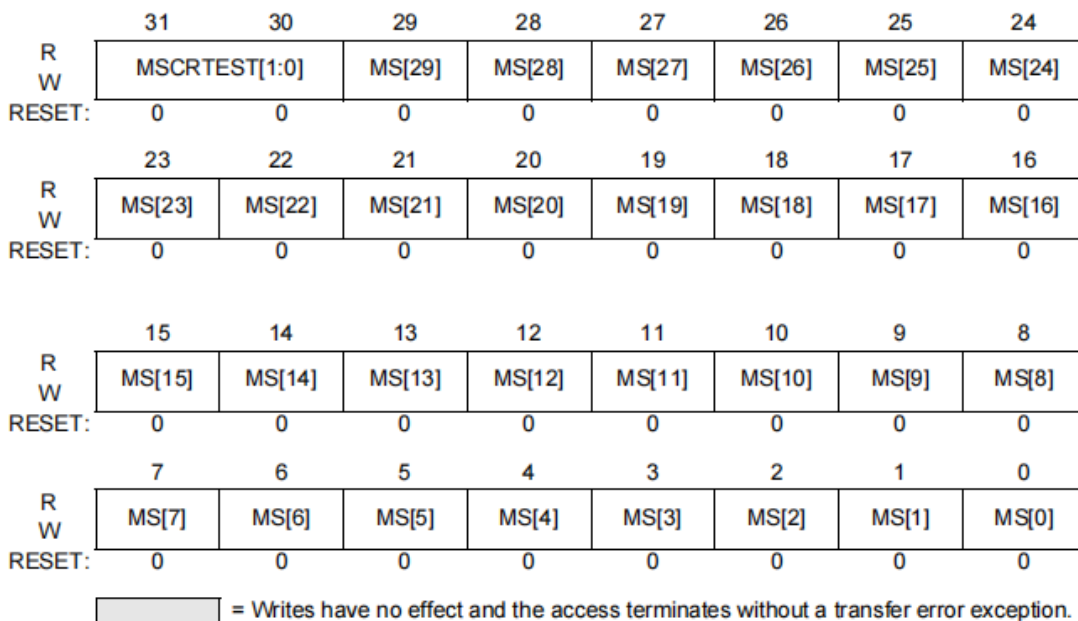 31 30 29 28 27 26 25 24
R
W
MSCRTEST[1:0] MS[29] MS[28] MS[27] MS[26] MS[25] MS[24]
RESET: 0 0 0 0 0 0 0 0
23 22 21 20 19 18 17 16
R
W
MS[23] MS[22] MS[21] MS[20] MS[19] MS[18] MS[17] MS[16]
RESET: 0 0 0 0 0 0 0 0
15 14 13 12 11 10 9 8
R
W
MS[15] MS[14] MS[13] MS[12] MS[11] MS[10] MS[9] MS[8]
RESET: 0 0 0 0 0 0 0 0
7 6 5 4 3 2 1 0
R
W
MS[7] MS[6] MS[5] MS[4] MS[3] MS[2] MS[1] MS[0]
RESET: 0 0 0 0 0 0 0 0
= Writes have no effect and the access terminates without a transfer error exception.